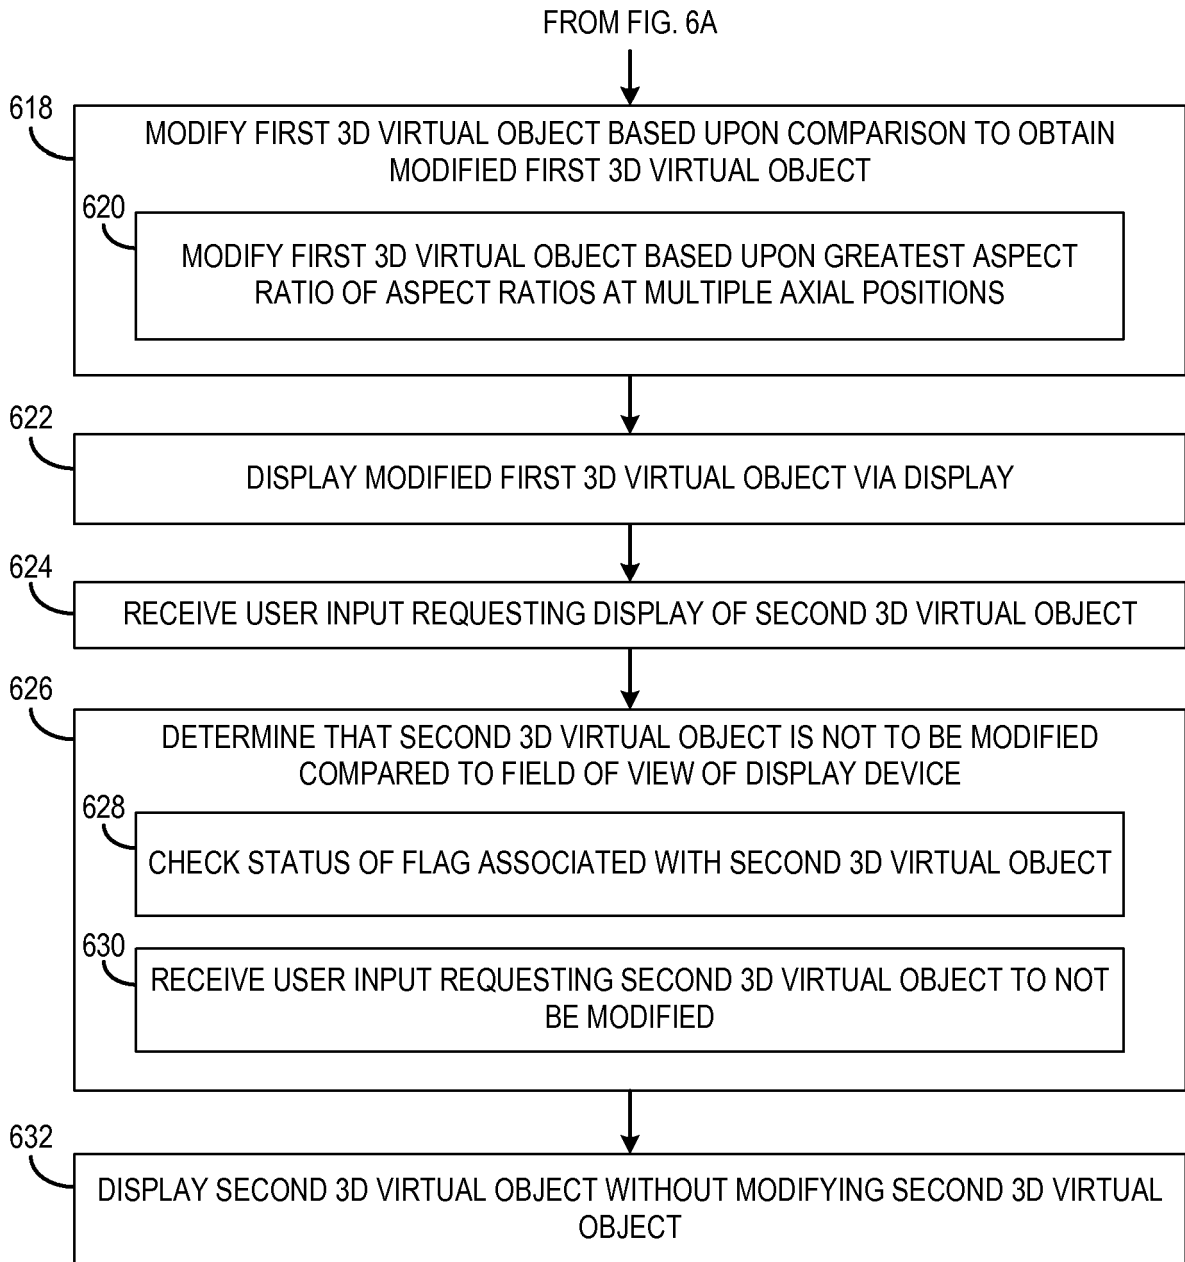 FROM FIG. 6A
618
MODIFY FIRST 3D VIRTUAL OBJECT BASED UPON COMPARISON TO OBTAIN
MODIFIED FIRST 3D VIRTUAL OBJECT
620
MODIFY FIRST 3D VIRTUAL OBJECT BASED UPON GREATEST ASPECT
RATIO OF ASPECT RATIOS AT MULTIPLE AXIAL POSITIONS
622
DISPLAY MODIFIED FIRST 3D VIRTUAL OBJECT VIA DISPLAY
624
RECEIVE USER INPUT REQUESTING DISPLAY OF SECOND 3D VIRTUAL OBJECT
626
DETERMINE THAT SECOND 3D VIRTUAL OBJECT IS NOT TO BE MODIFIED
COMPARED TO FIELD OF VIEW OF DISPLAY DEVICE
628
CHECK STATUS OF FLAG ASSOCIATED WITH SECOND 3D VIRTUAL OBJECT
630
RECEIVE USER INPUT REQUESTING SECOND 3D VIRTUAL OBJECT TO NOT
BE MODIFIED
632
DISPLAY SECOND 3D VIRTUAL OBJECT WITHOUT MODIFYING SECOND 3D VIRTUAL
OBJECT